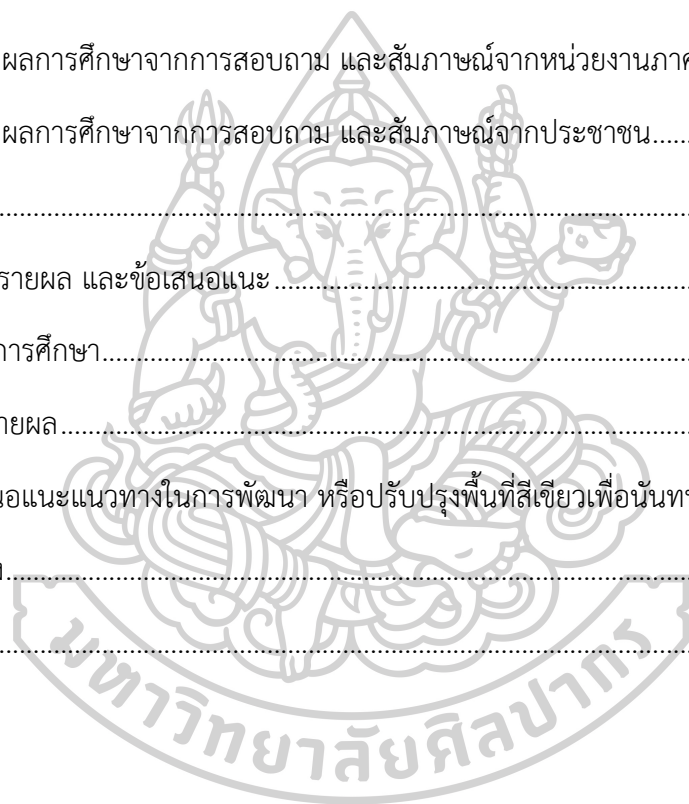 ผลการศึกษาจากการสอบถาม และสัมภาษณ์จากหน่วยงานภาค
ผลการศึกษาจากการสอบถาม และสัมภาษณ์จากประชาชน......
................................................................................
รายผล และข้อเสนอแนะ................................................
การศึกษา................................................................
ายผล......................................................................
นอแนะแนวทางในการพัฒนา หรือปรับปรุงพื้นที่สีเขียวเพื่อนันท
................................................................................
................................................................................
มหาวิทยาลัยศิลปากร